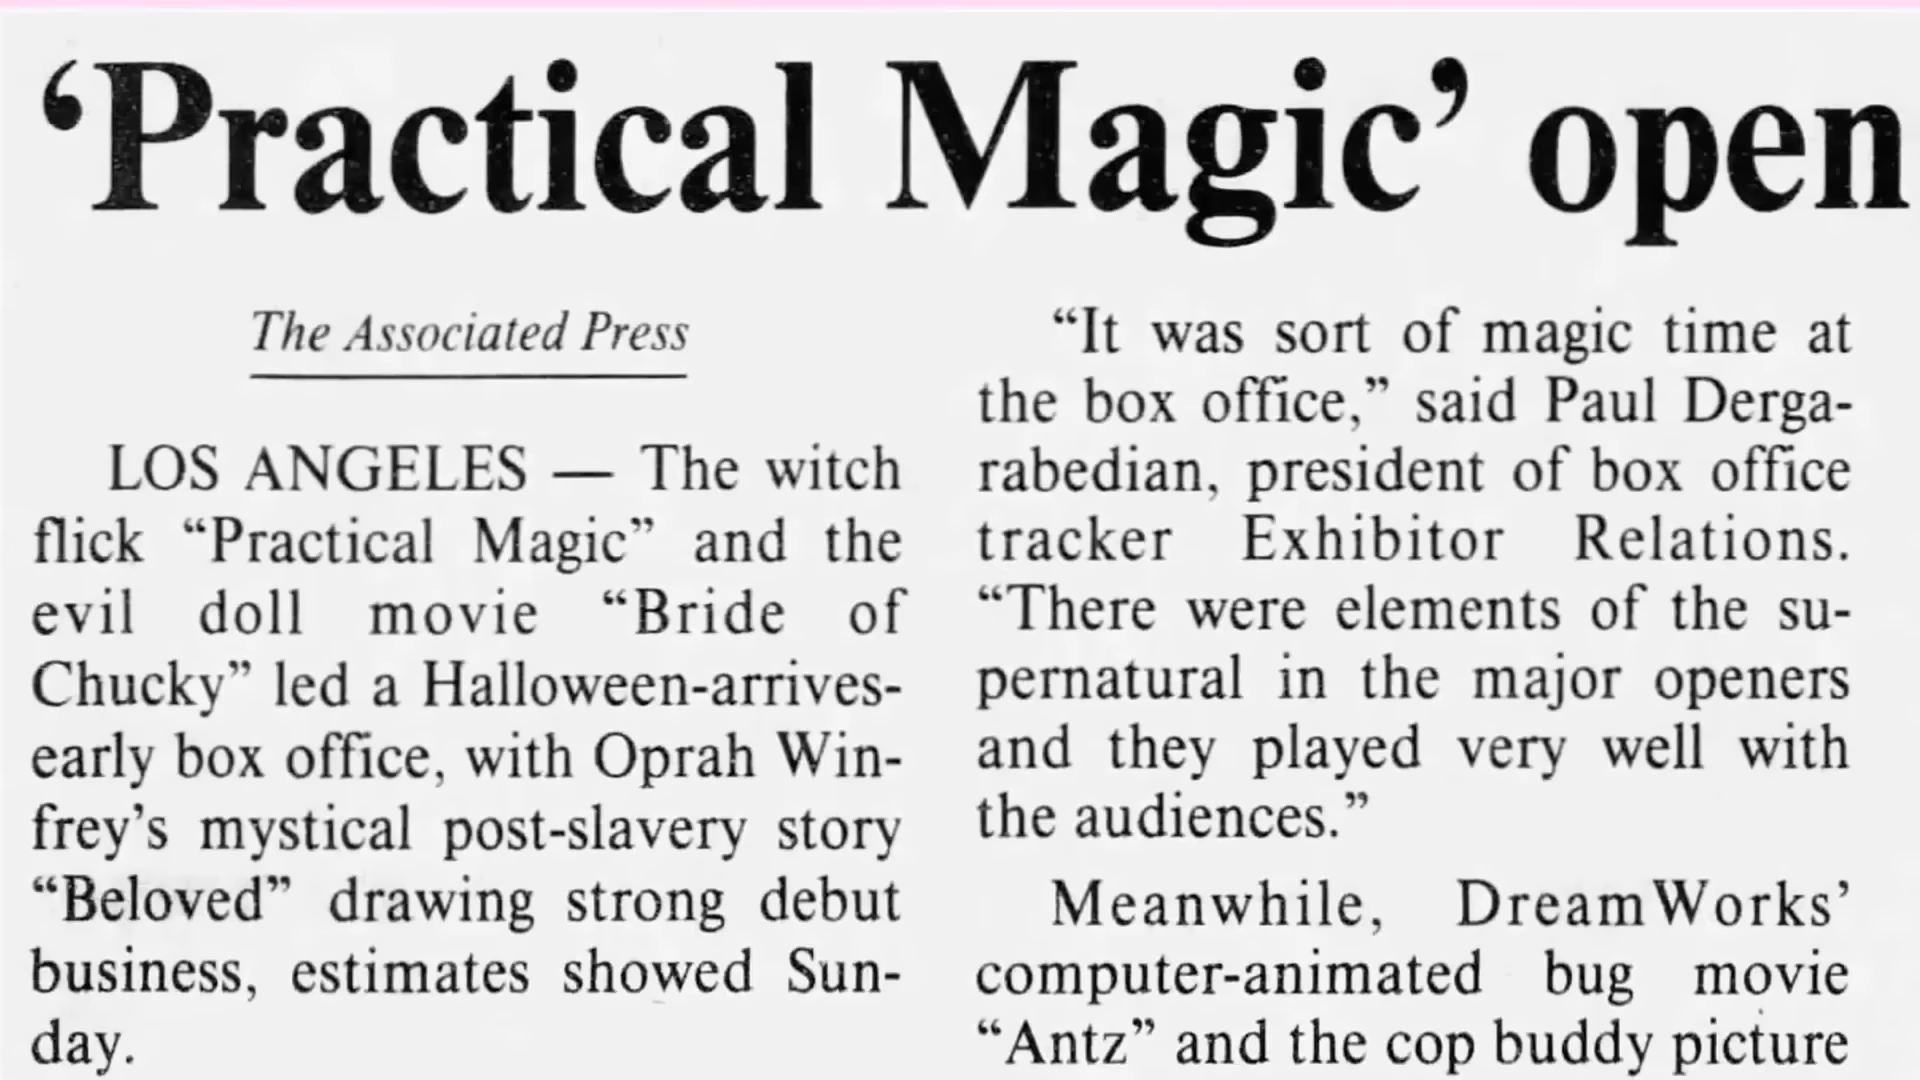 ‘Practical Magic’ open
The Associated Press
LOS ANGELES — The witch
flick “Practical Magic” and the
evil doll movie “Bride of
Chucky” led a Halloween-arrives-
early box office, with Oprah Win-
frey’s mystical post-slavery story
“Beloved” drawing strong debut
business, estimates showed Sun-
day.
“It was sort of magic time at
the box office,” said Paul Derga-
rabedian, president of box office
tracker Exhibitor Relations.
“There were elements of the su-
pernatural in the major openers
and they played very well with
the audiences.”
Meanwhile, DreamWorks’
computer-animated bug movie
“Antz” and the cop buddy picture